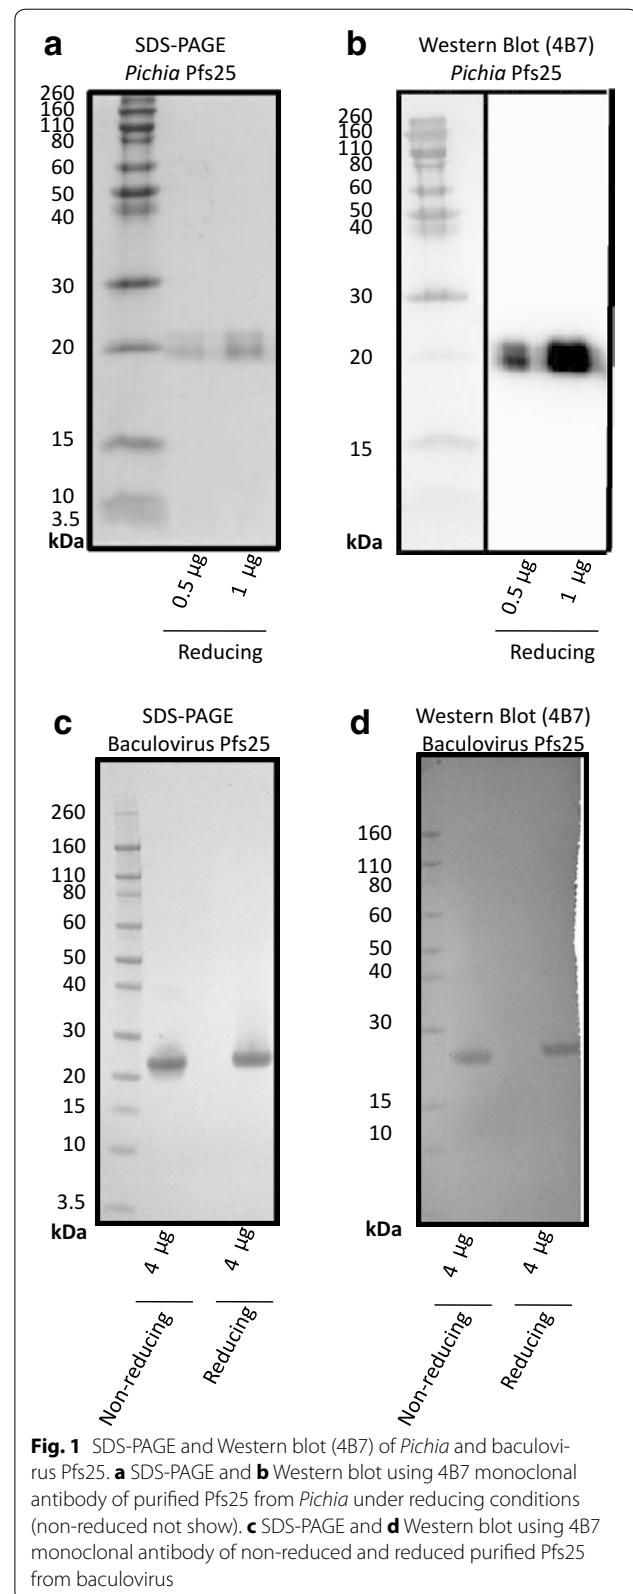 a
SDS-PAGE
Pichia Pfs25
260
160
110
80
60
50
40
30
20
15
10
3.5
kDa
0.5 µg
1 µg
Reducing
b
Western Blot (4B7)
Pichia Pfs25
260
160
110
80
60
50
40
30
20
15
kDa
0.5 µg
1 µg
Reducing
c
SDS-PAGE
Baculovirus Pfs25
260
160
110
80
60
50
40
30
20
15
10
3.5
kDa
4 µg
4 µg
Non-reducing
Reducing
d
Western Blot (4B7)
Baculovirus Pfs25
160
110
80
60
50
40
30
15
10
kDa
4 µg
4 µg
Non-reducing
Reducing
Fig. 1 SDS-PAGE and Western blot (4B7) of Pichia and baculovi-
rus Pfs25. a SDS-PAGE and b Western blot using 4B7 monoclonal
antibody of purified Pfs25 from Pichia under reducing conditions
(non-reduced not show). c SDS-PAGE and d Western blot using 4B7
monoclonal antibody of non-reduced and reduced purified Pfs25
from baculovirus